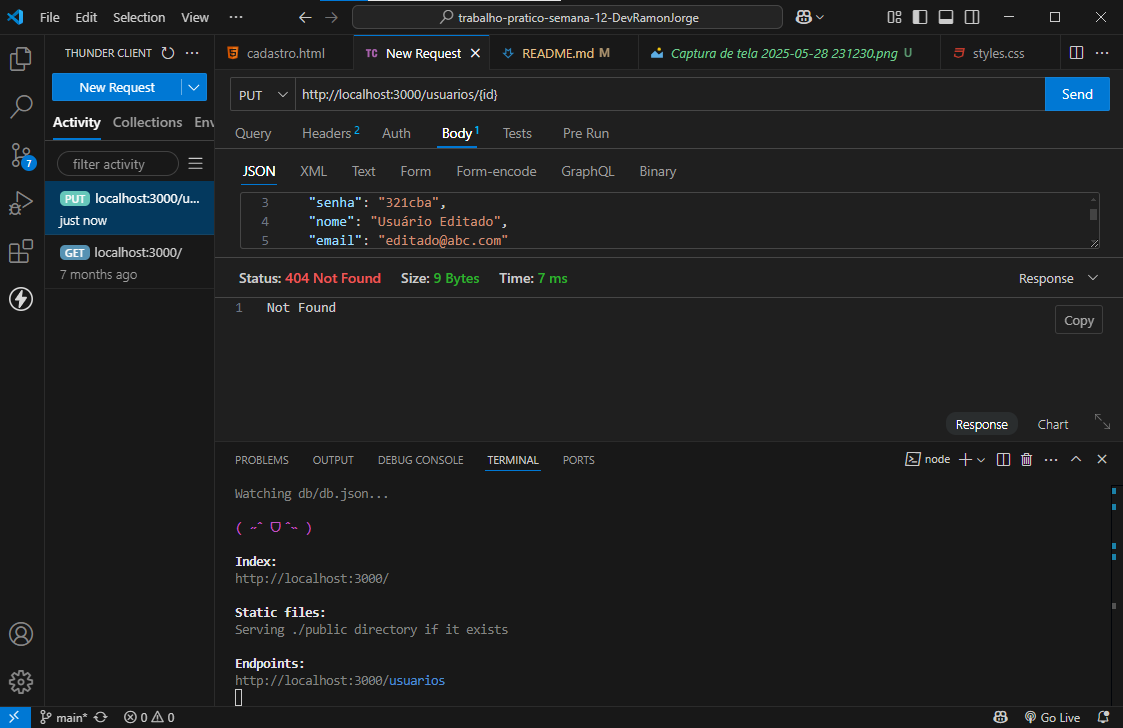 File Edit Selection View ... trabalho-pratico-semana-12-DevRamonJorge
THUNDER CLIENT ...
New Request
Activity Collections Env
filter activity
PUT localhost:3000/u...
just now
GET localhost:3000/
7 months ago
cadastro.html TC New Request README.md M Captura de tela 2025-05-28 231230.png U styles.css ...
PUT http://localhost:3000/usuarios/{id} Send
Query Headers 2 Auth Body 1 Tests Pre Run
JSON XML Text Form Form-encode GraphQL Binary
3 "senha": "321cba",
4 "nome": "Usuário Editado",
5 "email": "editado@abc.com"
Status: 404 Not Found Size: 9 Bytes Time: 7 ms Response
1 Not Found
Copy
Response Chart
PROBLEMS OUTPUT DEBUG CONSOLE TERMINAL PORTS node ...
Watching db/db.json...
( ˶ˆ ᗜ ˆ˵ )
Index:
http://localhost:3000/
Static files:
Serving ./public directory if it exists
Endpoints:
http://localhost:3000/usuarios
7
main* 0 0 Go Live